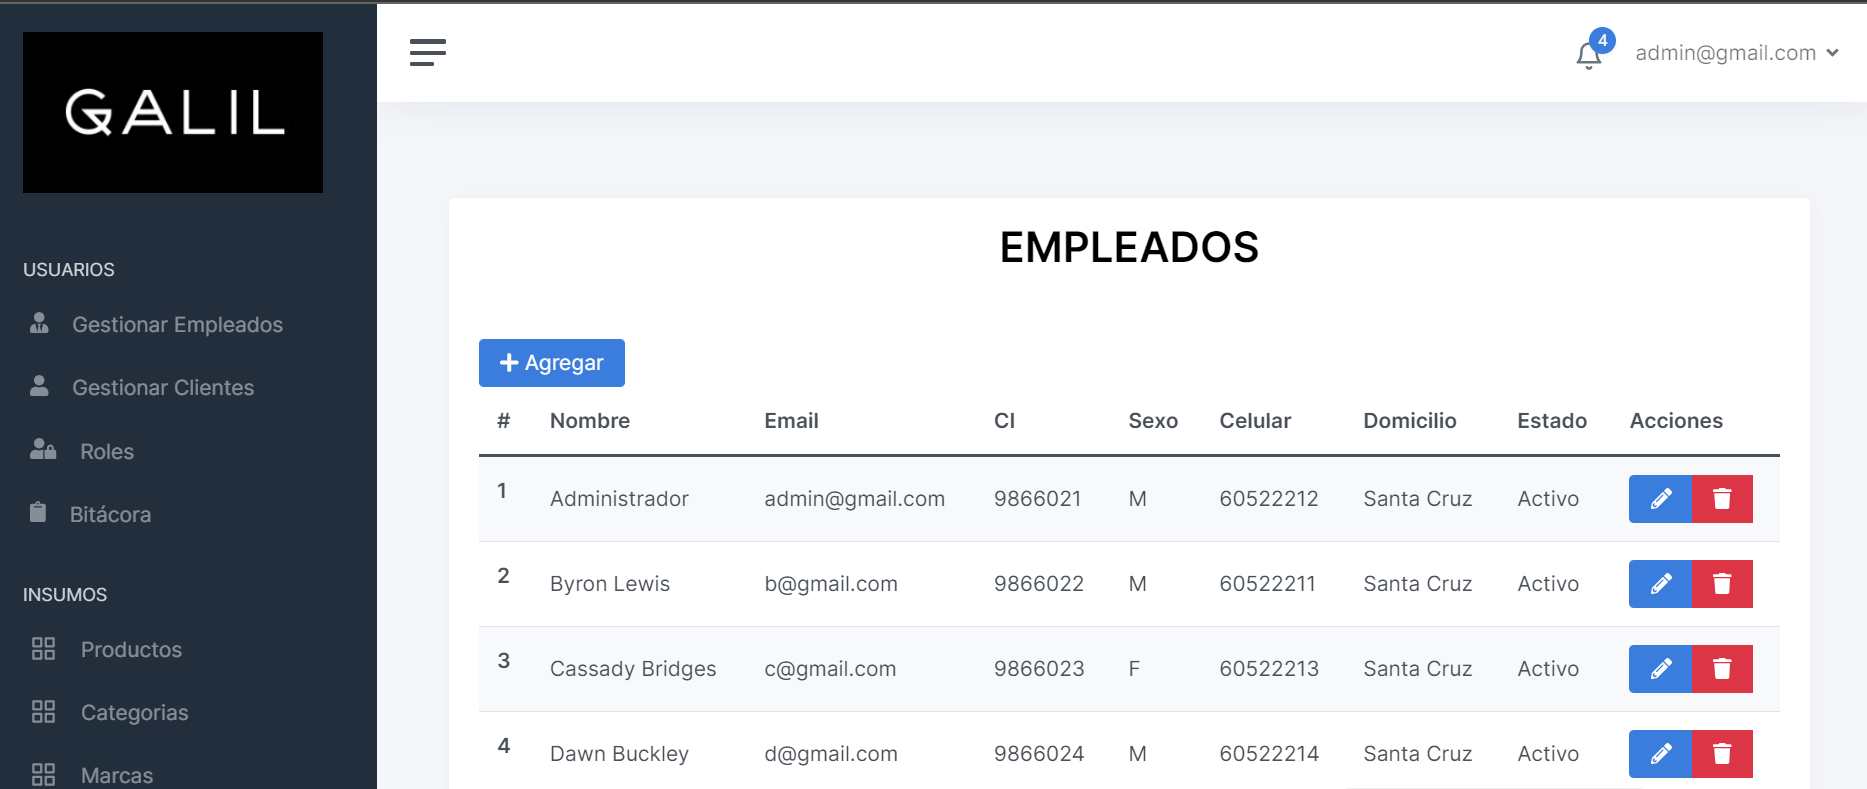 GALIL
4
admin@gmail.com
USUARIOS
Gestionar Empleados
Gestionar Clientes
Roles
Bitácora
INSUMOS
Productos
Categorias
Marcas
EMPLEADOS
Agregar
# Nombre Email CI Sexo Celular Domicilio Estado Acciones
1 Administrador admin@gmail.com 9866021 M 60522212 Santa Cruz Activo
2 Byron Lewis b@gmail.com 9866022 M 60522211 Santa Cruz Activo
3 Cassady Bridges c@gmail.com 9866023 F 60522213 Santa Cruz Activo
4 Dawn Buckley d@gmail.com 9866024 M 60522214 Santa Cruz Activo